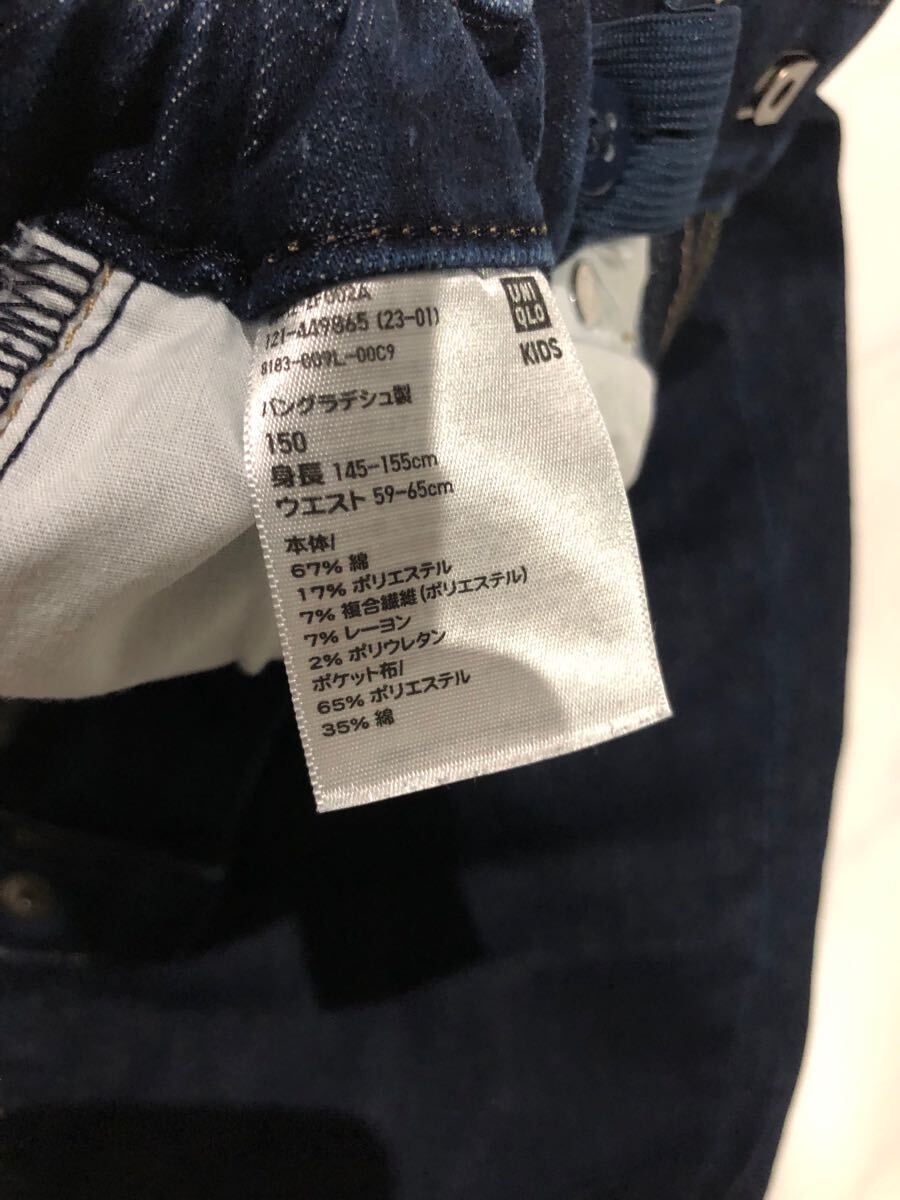 121-449865 (23-01)
8183-009L-00C9
UNI
QLO
KIDS
バングラデシュ製
150
身長 145-155cm
ウエスト 59-65cm
本体/
67% 綿
17% ポリエステル
7% 複合繊維(ポリエステル)
7% レーヨン
2% ポリウレタン
ポケット布/
65% ポリエステル
35% 綿